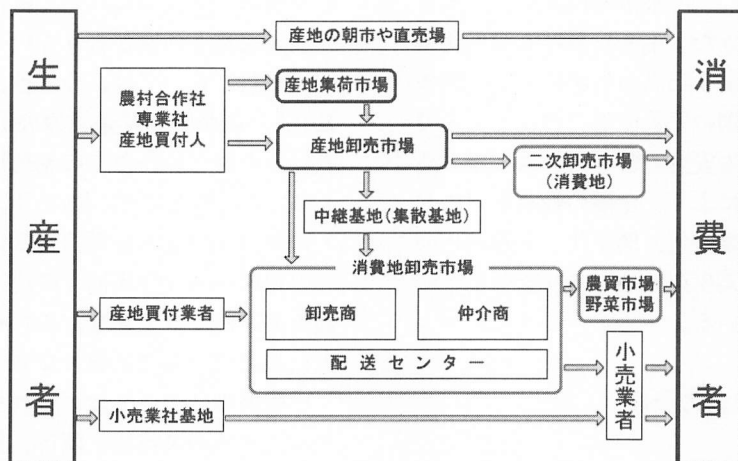 生産者
産地の朝市や直売場
農村合作社
専業社
産地買付人
産地集荷市場
産地卸売市場
二次卸売市場
(消費地)
中継基地(集散基地)
消費地卸売市場
卸売商
仲介商
配送センター
産地買付業者
農貿市場
野菜市場
小売業者
小売業社基地
消費者